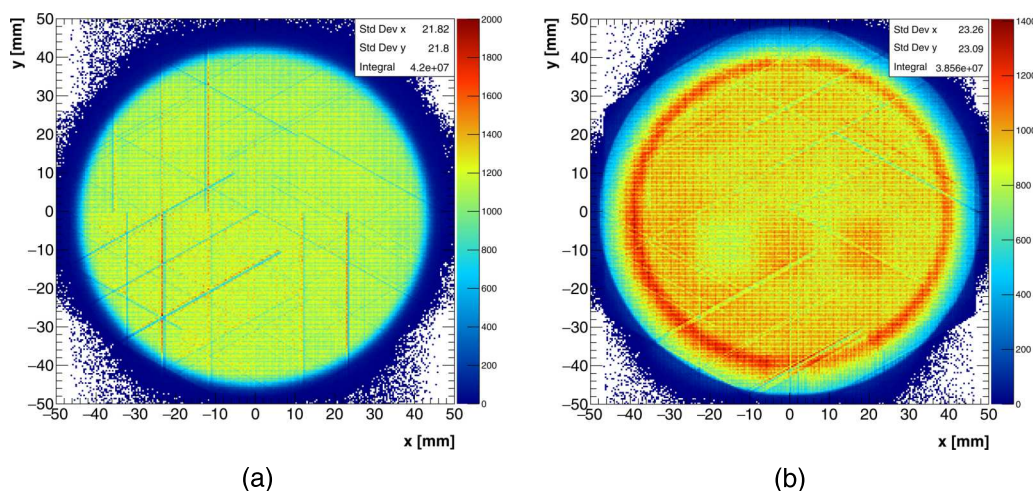 (a)
y [mm]
50
40
30
20
10
0
−10
−20
−30
−40
−50
−50 −40 −30 −20 −10 0 10 20 30 40 50
x [mm]
Std Dev x 21.82
Std Dev y 21.8
Integral 4.2e+07
2000
1800
1600
1400
1200
1000
800
600
400
200
0
(b)
y [mm]
50
40
30
20
10
0
−10
−20
−30
−40
−50
−50 −40 −30 −20 −10 0 10 20 30 40 50
x [mm]
Std Dev x 23.26
Std Dev y 23.09
Integral 3.856e+07
1400
1200
1000
800
600
400
200
0
(a)
(b)